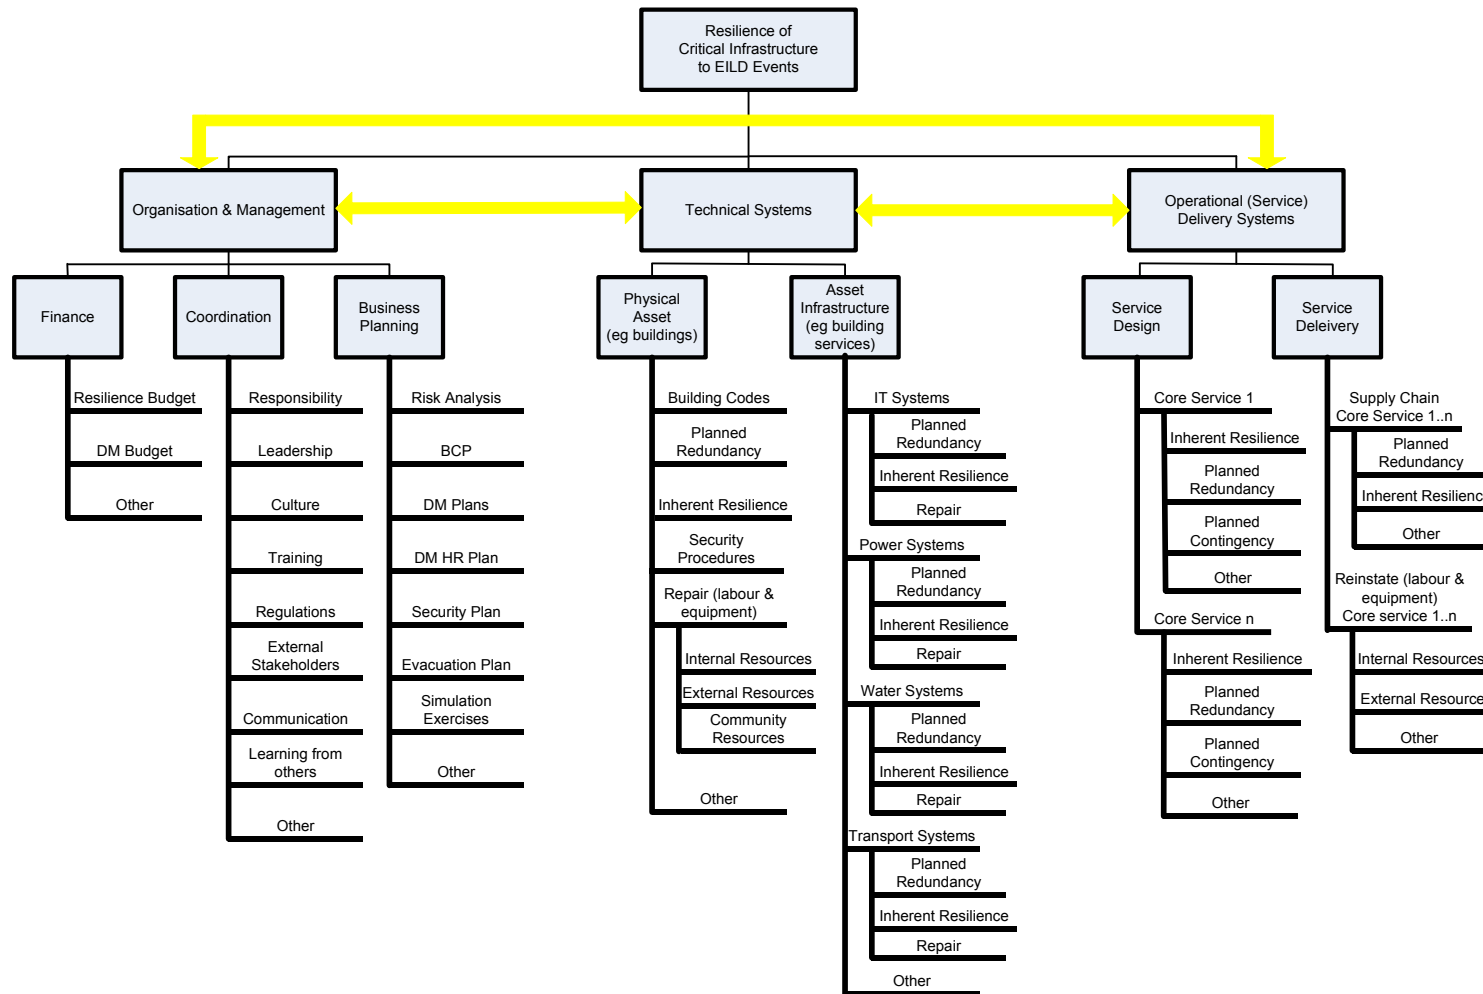 Resilience of
Critical Infrastructure
to EILD Events
Organisation & Management
Technical Systems
Operational (Service)
Delivery Systems
Finance
Coordination
Business
Planning
Physical
Asset
(eg buildings)
Asset
Infrastructure
(eg building
services)
Service
Design
Service
Deleivery
Resilience Budget
DM Budget
Other
Responsibility
Leadership
Culture
Training
Regulations
External
Stakeholders
Communication
Learning from
others
Other
Risk Analysis
BCP
DM Plans
DM HR Plan
Security Plan
Evacuation Plan
Simulation
Exercises
Other
Building Codes
Planned
Redundancy
Inherent Resilience
Security
Procedures
Repair (labour &
equipment)
Internal Resources
External Resources
Community
Resources
Other
IT Systems
Planned
Redundancy
Inherent Resilience
Repair
Power Systems
Planned
Redundancy
Inherent Resilience
Repair
Water Systems
Planned
Redundancy
Inherent Resilience
Repair
Transport Systems
Planned
Redundancy
Inherent Resilience
Repair
Other
Core Service 1
Inherent Resilience
Planned
Redundancy
Planned
Contingency
Other
Core Service n
Inherent Resilience
Planned
Redundancy
Planned
Contingency
Other
Supply Chain
Core Service 1..n
Planned
Redundancy
Inherent Resilienc
Other
Reinstate (labour &
equipment)
Core service 1..n
Internal Resources
External Resource
Other